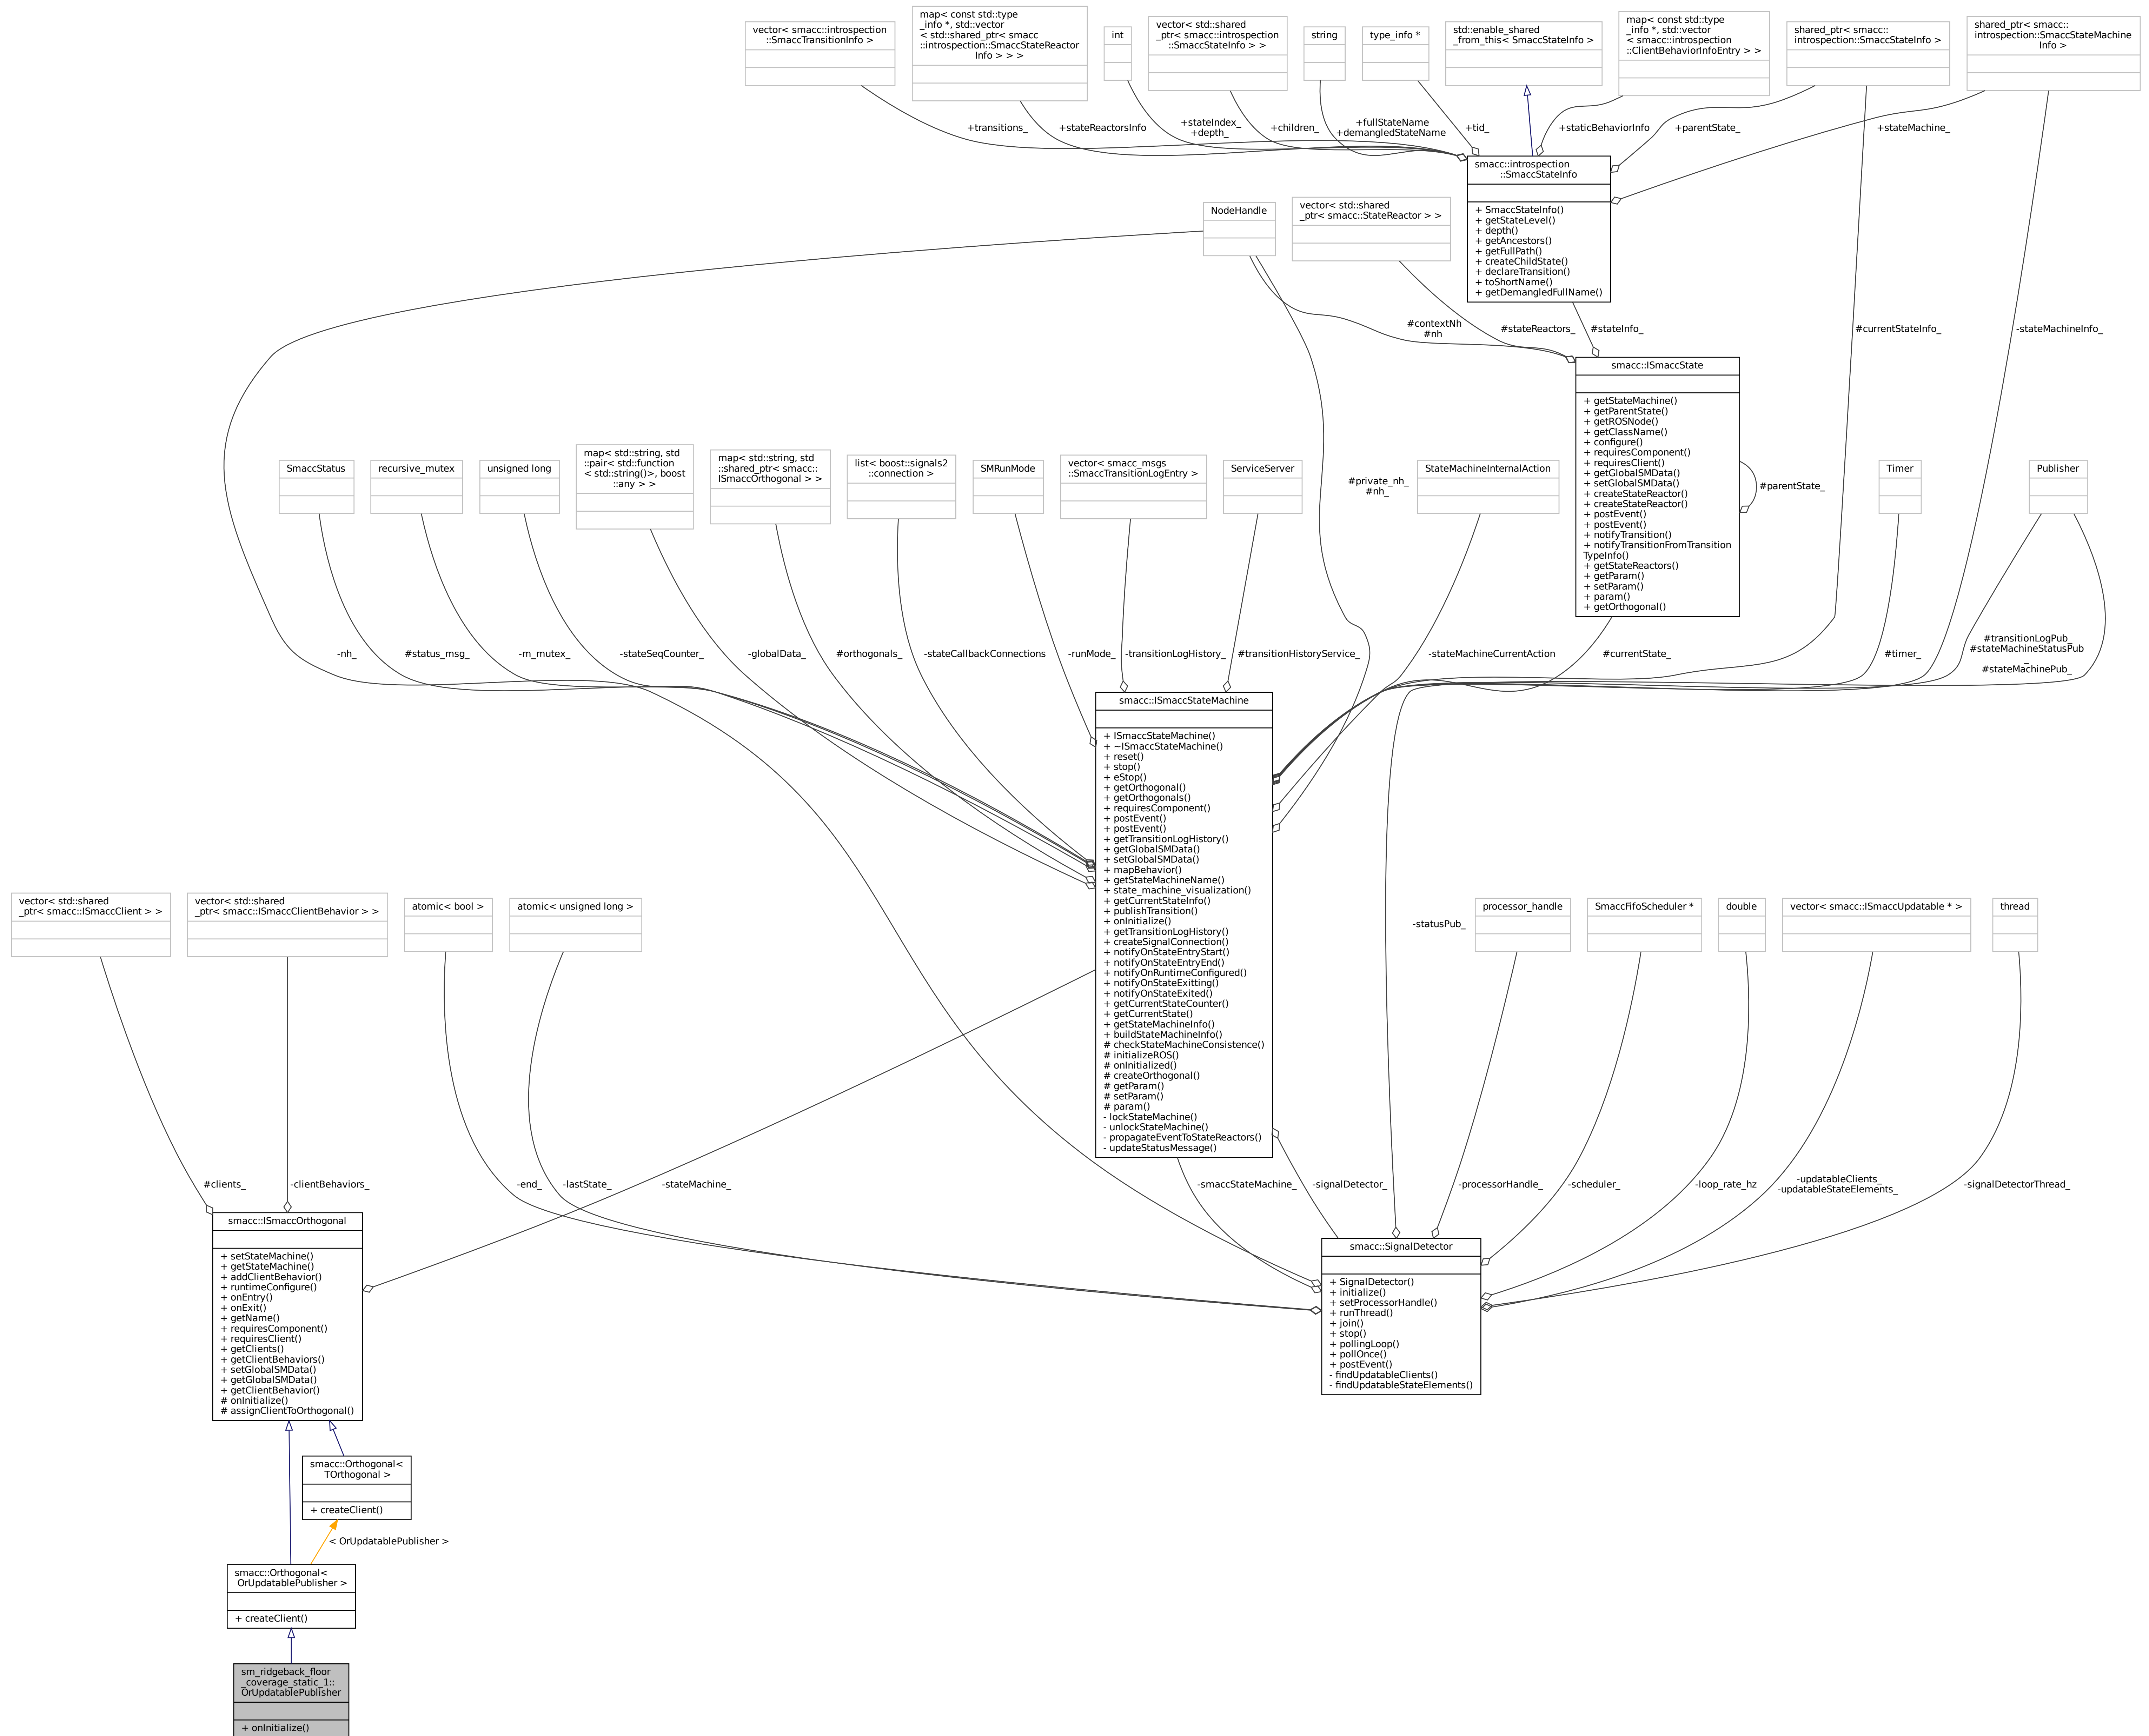 vector< smacc::introspection
::SmaccTransitionInfo >
map< const std::type
_info *, std::vector
< std::shared_ptr< smacc
::introspection::SmaccStateReactor
Info > > >
int
vector< std::shared
_ptr< smacc::introspection
::SmaccStateInfo > >
string
type_info *
std::enable_shared
_from_this< SmaccStateInfo >
map< const std::type
_info *, std::vector
< smacc::introspection
::ClientBehaviorInfoEntry > >
shared_ptr< smacc::
introspection::SmaccStateInfo >
shared_ptr< smacc::
introspection::SmaccStateMachine
Info >
+transitions_
+stateReactorsInfo
+stateIndex_
+depth_
+children_
+fullStateName
+demangledStateName
+tid_
+staticBehaviorInfo
+parentState_
+stateMachine_
smacc::introspection
::SmaccStateInfo
+ SmaccStateInfo()
+ getStateLevel()
+ depth()
+ getAncestors()
+ getFullPath()
+ createChildState()
+ declareTransition()
+ toShortName()
+ getDemangledFullName()
NodeHandle
vector< std::shared
_ptr< smacc::StateReactor > >
#contextNh
#nh
#stateReactors_
#stateInfo_
#currentStateInfo_
-stateMachineInfo_
smacc::ISmaccState
+ getStateMachine()
+ getParentState()
+ getROSNode()
+ getClassName()
+ configure()
+ requiresComponent()
+ requiresClient()
+ getGlobalSMData()
+ setGlobalSMData()
+ createStateReactor()
+ createStateReactor()
+ postEvent()
+ postEvent()
+ notifyTransition()
+ notifyTransitionFromTransition
TypeInfo()
+ getStateReactors()
+ getParam()
+ setParam()
+ param()
+ getOrthogonal()
#parentState_
SmaccStatus
recursive_mutex
unsigned long
map< std::string, std
::pair< std::function
< std::string()>, boost
::any > >
map< std::string, std
::shared_ptr< smacc::
ISmaccOrthogonal > >
list< boost::signals2
::connection >
SMRunMode
vector< smacc_msgs
::SmaccTransitionLogEntry >
ServiceServer
#private_nh_
#nh_
StateMachineInternalAction
Timer
Publisher
-nh_
#status_msg_
-m_mutex_
-stateSeqCounter_
-globalData_
#orthogonals_
-stateCallbackConnections
-runMode_
-transitionLogHistory_
#transitionHistoryService_
-stateMachineCurrentAction
#currentState_
#timer_
#transitionLogPub_
#stateMachineStatusPub
_
#stateMachinePub_
smacc::ISmaccStateMachine
+ ISmaccStateMachine()
+ ~ISmaccStateMachine()
+ reset()
+ stop()
+ eStop()
+ getOrthogonal()
+ getOrthogonals()
+ requiresComponent()
+ postEvent()
+ postEvent()
+ getTransitionLogHistory()
+ getGlobalSMData()
+ setGlobalSMData()
+ mapBehavior()
+ getStateMachineName()
+ state_machine_visualization()
+ getCurrentStateInfo()
+ publishTransition()
+ onInitialize()
+ getTransitionLogHistory()
+ createSignalConnection()
+ notifyOnStateEntryStart()
+ notifyOnStateEntryEnd()
+ notifyOnRuntimeConfigured()
+ notifyOnStateExitting()
+ notifyOnStateExited()
+ getCurrentStateCounter()
+ getCurrentState()
+ getStateMachineInfo()
+ buildStateMachineInfo()
# checkStateMachineConsistence()
# initializeROS()
# onInitialized()
# createOrthogonal()
# getParam()
# setParam()
# param()
- lockStateMachine()
- unlockStateMachine()
- propagateEventToStateReactors()
- updateStatusMessage()
vector< std::shared
_ptr< smacc::ISmaccClient > >
vector< std::shared
_ptr< smacc::ISmaccClientBehavior > >
atomic< bool >
atomic< unsigned long >
-statusPub_
processor_handle
SmaccFifoScheduler *
double
vector< smacc::ISmaccUpdatable * >
thread
#clients_
-clientBehaviors_
-end_
-lastState_
-stateMachine_
-smaccStateMachine_
-signalDetector_
-processorHandle_
-scheduler_
-loop_rate_hz
-updatableClients_
-updatableStateElements_
-signalDetectorThread_
smacc::ISmaccOrthogonal
+ setStateMachine()
+ getStateMachine()
+ addClientBehavior()
+ runtimeConfigure()
+ onEntry()
+ onExit()
+ getName()
+ requiresComponent()
+ requiresClient()
+ getClients()
+ getClientBehaviors()
+ setGlobalSMData()
+ getGlobalSMData()
+ getClientBehavior()
# onInitialize()
# assignClientToOrthogonal()
smacc::SignalDetector
+ SignalDetector()
+ initialize()
+ setProcessorHandle()
+ runThread()
+ join()
+ stop()
+ pollingLoop()
+ pollOnce()
+ postEvent()
- findUpdatableClients()
- findUpdatableStateElements()
smacc::Orthogonal<
TOrthogonal >
+ createClient()
< OrUpdatablePublisher >
smacc::Orthogonal<
OrUpdatablePublisher >
+ createClient()
sm_ridgeback_floor
_coverage_static_1::
OrUpdatablePublisher
+ onInitialize()